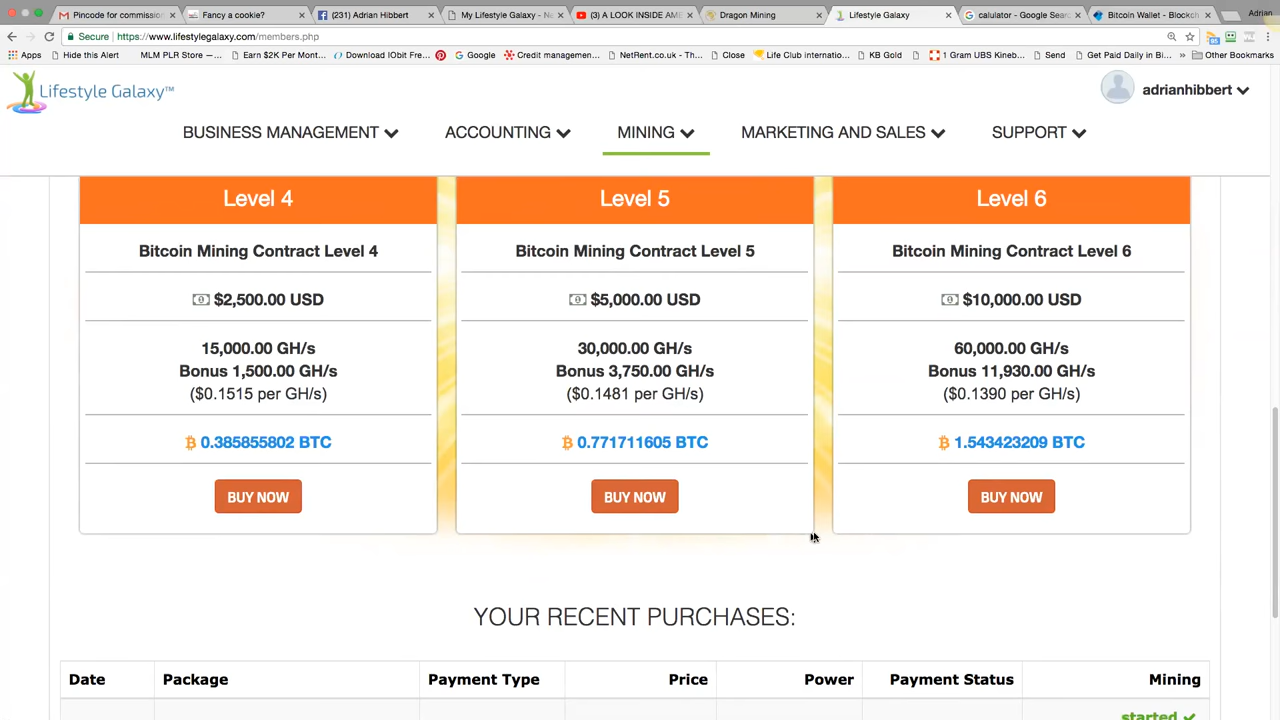 Pincode for commissio
Fancy a cookie?
(231) Adrian Hibbert
My Lifestyle Galaxy - Ne
(3) A LOOK INSIDE AME
Dragon Mining
Lifestyle Galaxy
calulator - Google Sear
Bitcoin Wallet - Blockch
Adrian
Secure
https://www.lifestylegalaxy.com/members.php
Apps
Hide this Alert
MLM PLR Store —...
Earn $2K Per Mont...
Download IObit Fre...
Google
Credit managemen...
NetRent.co.uk - Th...
Close
Life Club internatio...
KB Gold
1 Gram UBS Kineb...
Send
Get Paid Daily in Bi...
Other Bookmarks
Lifestyle Galaxy™
adrianhibbert
BUSINESS MANAGEMENT
ACCOUNTING
MINING
MARKETING AND SALES
SUPPORT
Level 4
Bitcoin Mining Contract Level 4
$2,500.00 USD
15,000.00 GH/s
Bonus 1,500.00 GH/s
($0.1515 per GH/s)
0.385855802 BTC
BUY NOW
Level 5
Bitcoin Mining Contract Level 5
$5,000.00 USD
30,000.00 GH/s
Bonus 3,750.00 GH/s
($0.1481 per GH/s)
0.771711605 BTC
BUY NOW
Level 6
Bitcoin Mining Contract Level 6
$10,000.00 USD
60,000.00 GH/s
Bonus 11,930.00 GH/s
($0.1390 per GH/s)
1.543423209 BTC
BUY NOW
YOUR RECENT PURCHASES:
Date
Package
Payment Type
Price
Power
Payment Status
Mining
started